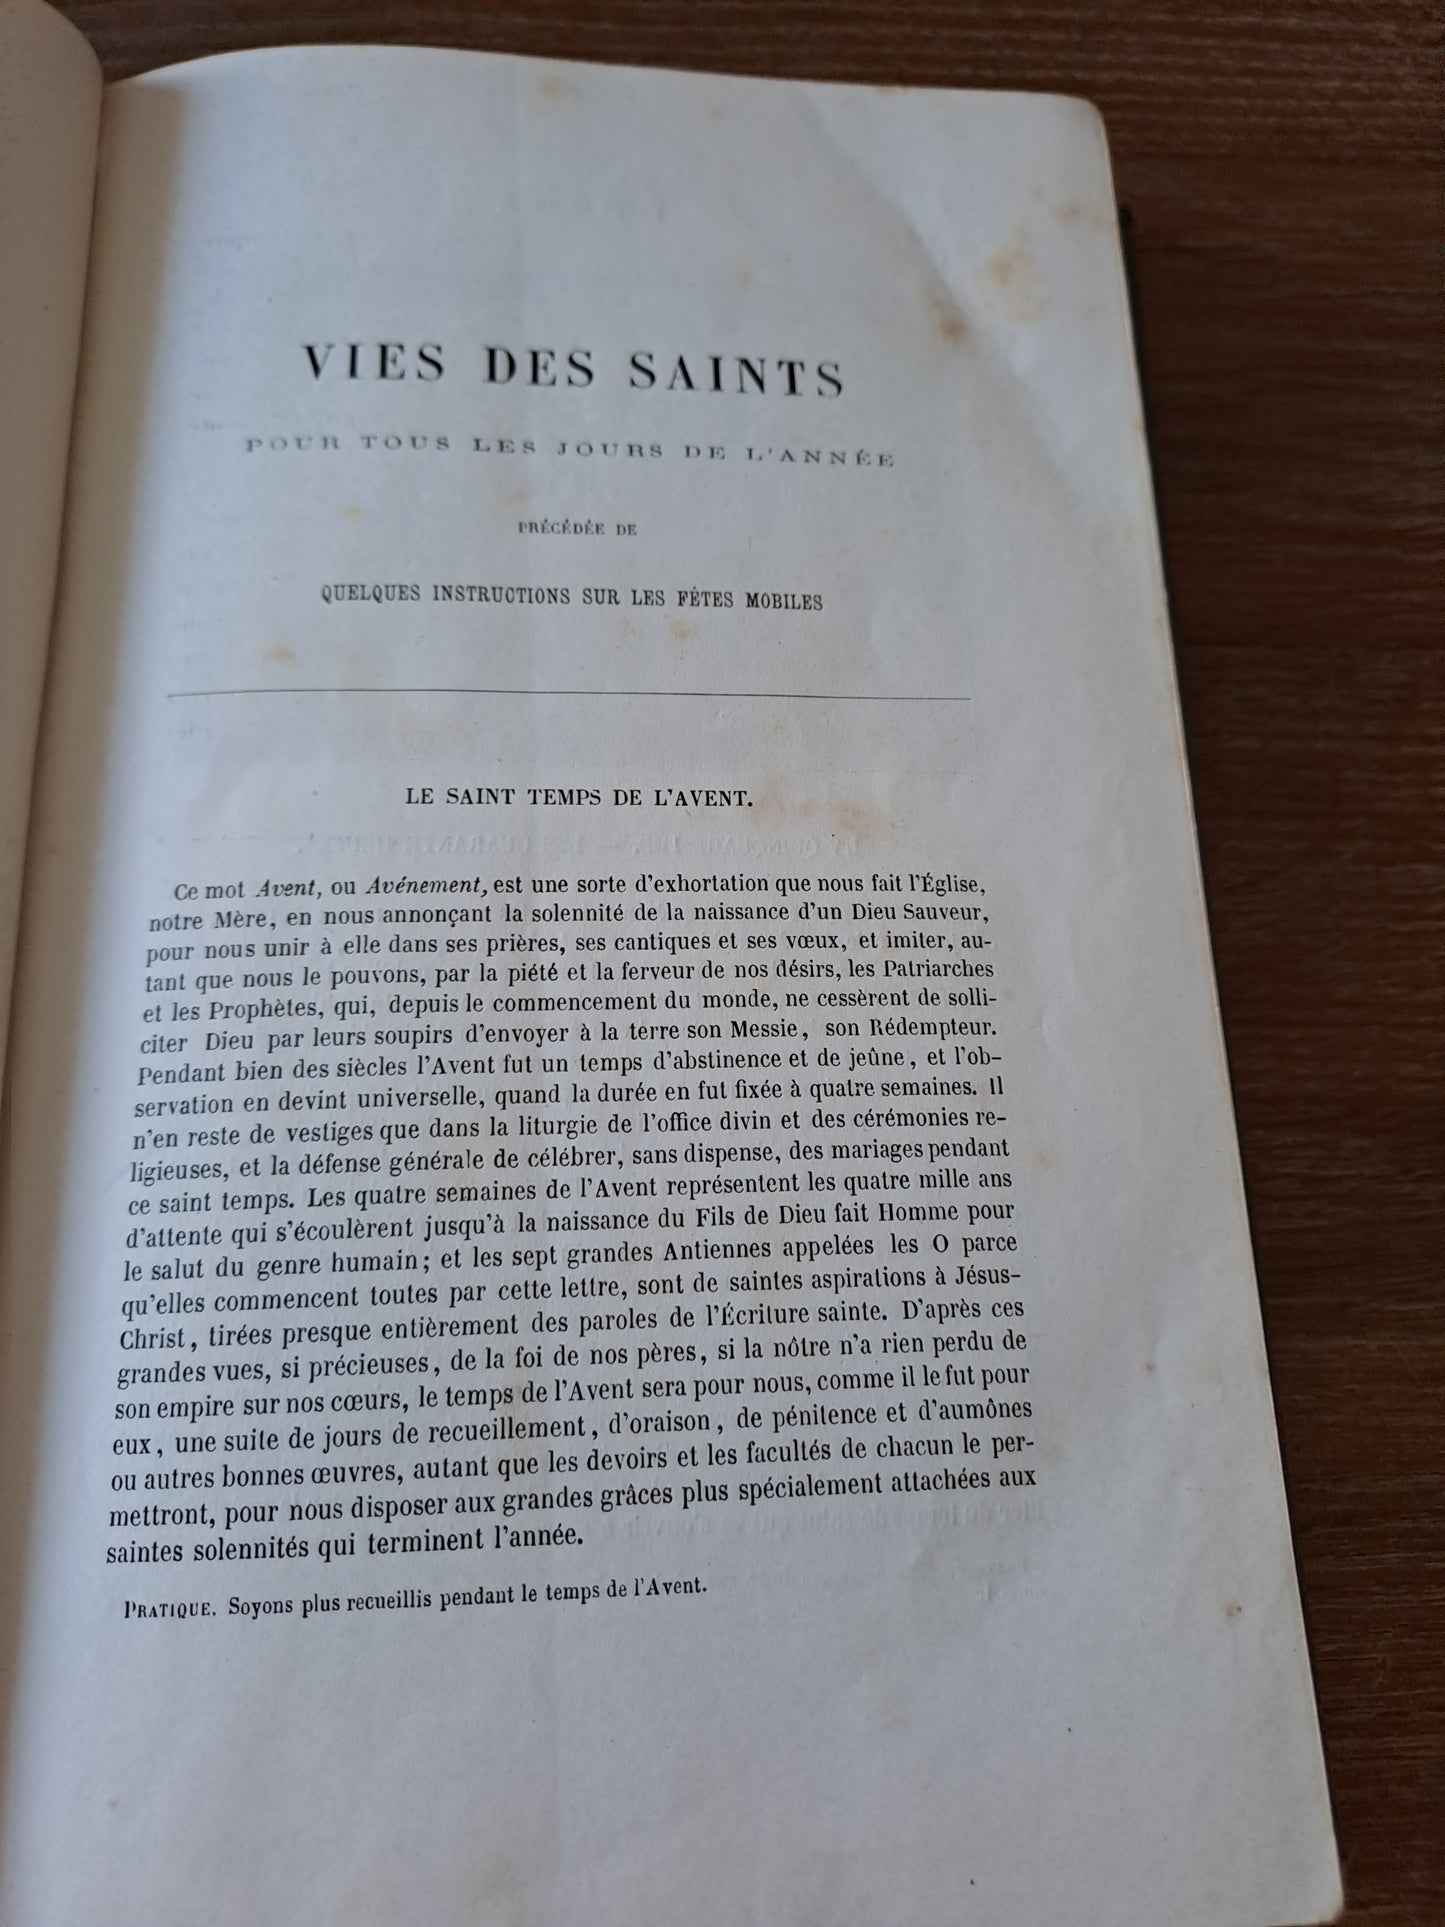 VIES DES SAINTS
POUR TOUS LES JOURS DE L'ANNÉE
PRÉCÉDÉE DE
QUELQUES INSTRUCTIONS SUR LES FÊTES MOBILES
LE SAINT TEMPS DE L'AVENT.
Ce mot Avent, ou Avénement, est une sorte d'exhortation que nous fait l'Église,
notre Mère, en nous annonçant la solennité de la naissance d'un Dieu Sauveur,
pour nous unir à elle dans ses prières, ses cantiques et ses vœux, et imiter, au-
tant que nous le pouvons, par la piété et la ferveur de nos désirs, les Patriarches
et les Prophètes, qui, depuis le commencement du monde, ne cessèrent de solli-
citer Dieu par leurs soupirs d'envoyer à la terre son Messie, son Rédempteur.
Pendant bien des siècles l'Avent fut un temps d'abstinence et de jeûne, et l'ob-
servation en devint universelle, quand la durée en fut fixée à quatre semaines. Il
n'en reste de vestiges que dans la liturgie de l'office divin et des cérémonies re-
ligieuses, et la défense générale de célébrer, sans dispense, des mariages pendant
ce saint temps. Les quatre semaines de l'Avent représentent les quatre mille ans
d'attente qui s'écoulèrent jusqu'à la naissance du Fils de Dieu fait Homme pour
le salut du genre humain; et les sept grandes Antiennes appelées les O parce
qu'elles commencent toutes par cette lettre, sont de saintes aspirations à Jésus-
Christ, tirées presque entièrement des paroles de l'Écriture sainte. D'après ces
grandes vues, si précieuses, de la foi de nos pères, si la nôtre n'a rien perdu de
son empire sur nos cœurs, le temps de l'Avent sera pour nous, comme il le fut pour
eux, une suite de jours de recueillement, d'oraison, de pénitence et d'aumônes
ou autres bonnes œuvres, autant que les devoirs et les facultés de chacun le per-
mettront, pour nous disposer aux grandes grâces plus spécialement attachées aux
saintes solennités qui terminent l'année.
PRATIQUE. Soyons plus recueillis pendant le temps de l'Avent.